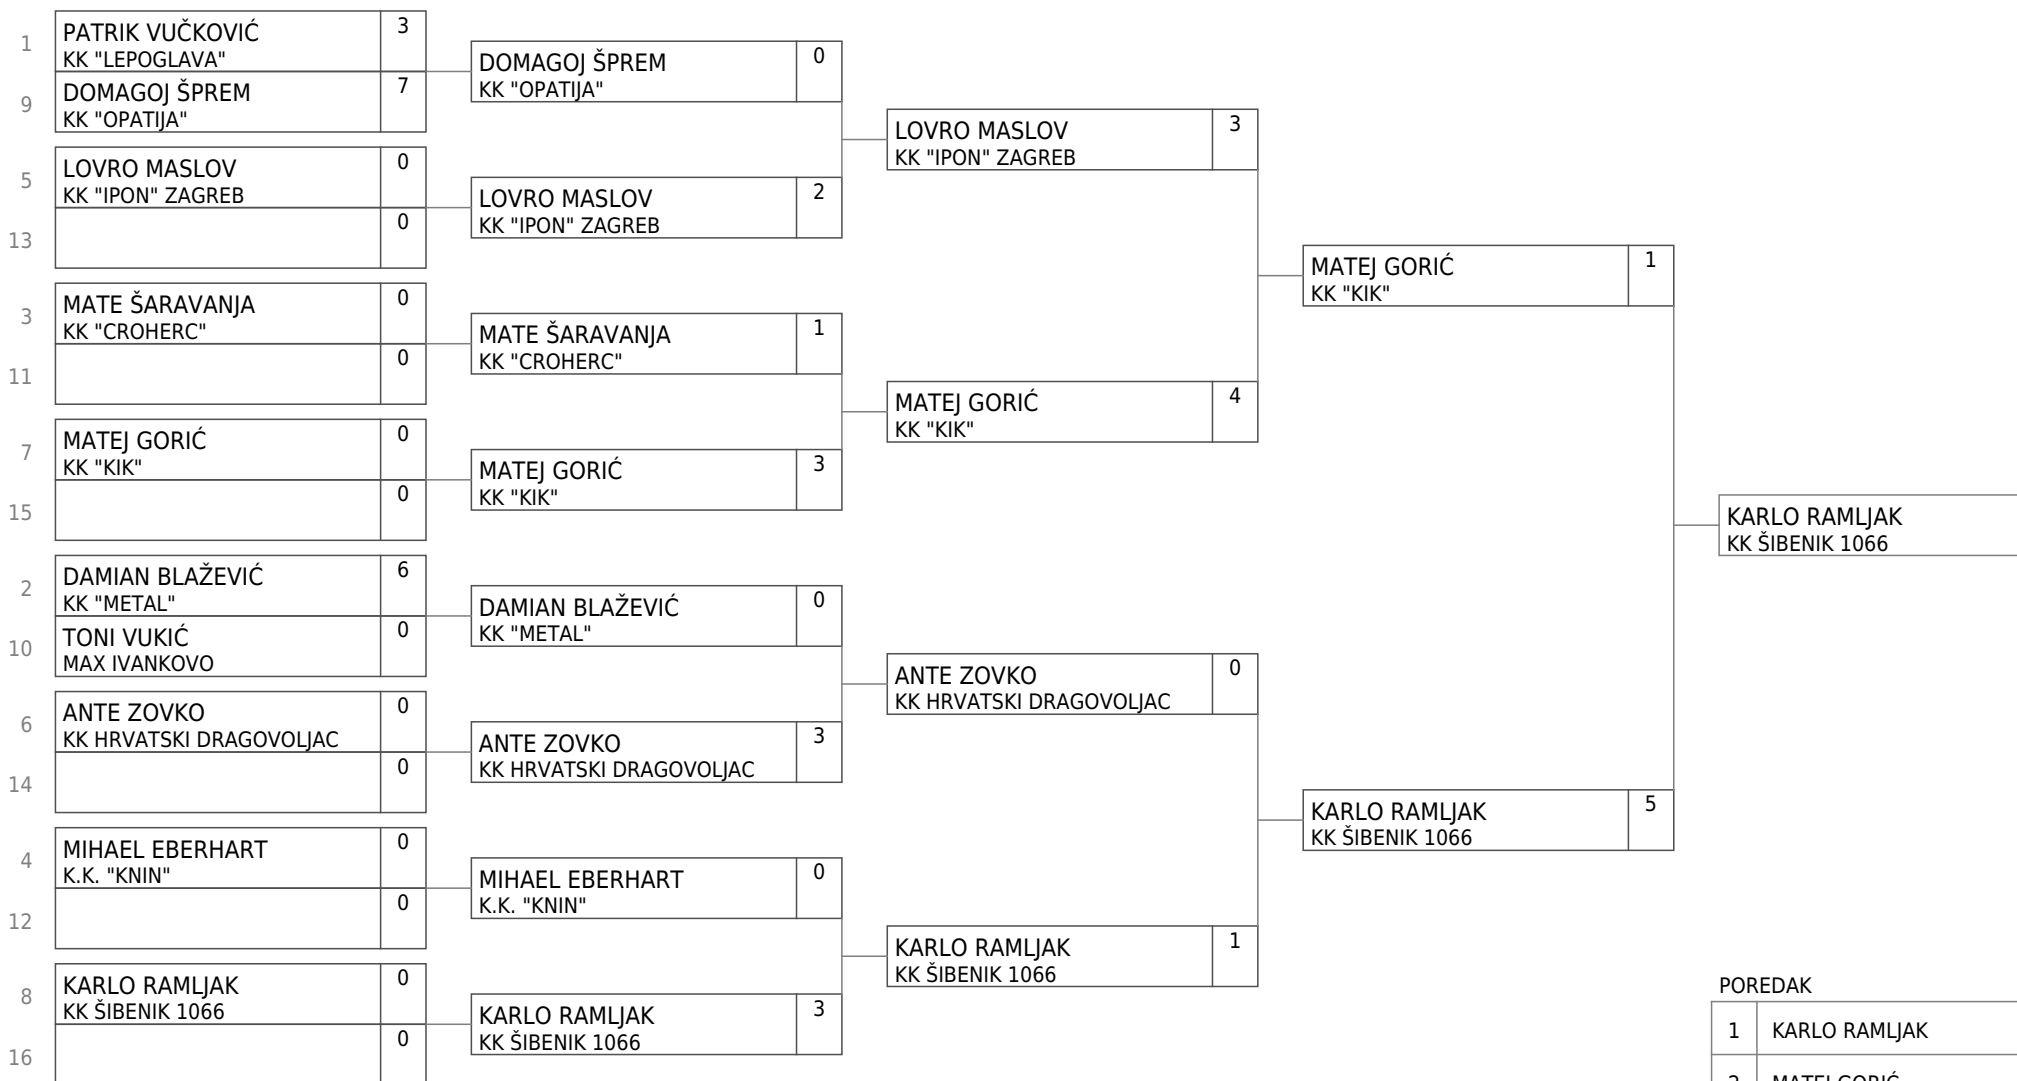 1
PATRIK VUČKOVIĆ
KK "LEPOGLAVA"
3
9
DOMAGOJ ŠPREM
KK "OPATIJA"
7
5
LOVRO MASLOV
KK "IPON" ZAGREB
0
13
0
3
MATE ŠARAVANJA
KK "CROHERC"
0
11
0
7
MATEJ GORIĆ
KK "KIK"
0
15
0
2
DAMIAN BLAŽEVIĆ
KK "METAL"
6
10
TONI VUKIĆ
MAX IVANKOVO
0
6
ANTE ZOVKO
KK HRVATSKI DRAGOVOLJAC
0
14
0
4
MIHAEL EBERHART
K.K. "KNIN"
0
12
0
8
KARLO RAMLJAK
KK ŠIBENIK 1066
0
16
0
DOMAGOJ ŠPREM
KK "OPATIJA"
0
LOVRO MASLOV
KK "IPON" ZAGREB
2
MATE ŠARAVANJA
KK "CROHERC"
1
MATEJ GORIĆ
KK "KIK"
3
DAMIAN BLAŽEVIĆ
KK "METAL"
0
ANTE ZOVKO
KK HRVATSKI DRAGOVOLJAC
3
MIHAEL EBERHART
K.K. "KNIN"
0
KARLO RAMLJAK
KK ŠIBENIK 1066
3
LOVRO MASLOV
KK "IPON" ZAGREB
3
MATEJ GORIĆ
KK "KIK"
4
ANTE ZOVKO
KK HRVATSKI DRAGOVOLJAC
0
KARLO RAMLJAK
KK ŠIBENIK 1066
1
MATEJ GORIĆ
KK "KIK"
1
KARLO RAMLJAK
KK ŠIBENIK 1066
5
KARLO RAMLJAK
KK ŠIBENIK 1066
POREDAK
1 KARLO RAMLJAK
2 MATEJ GORIĆ